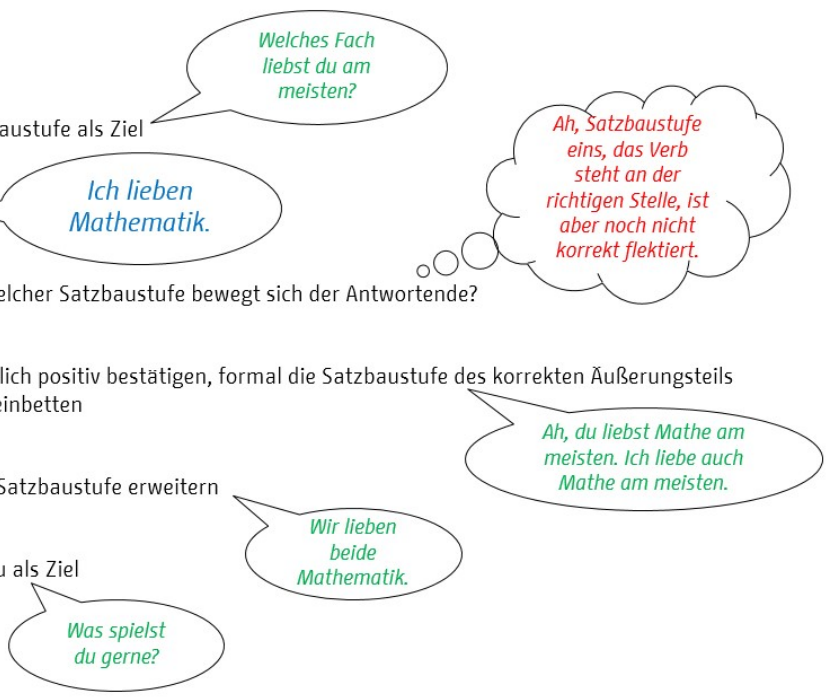 Welches Fach
liebst du am
meisten?
austufe als Ziel
Ah, Satzbaustufe
eins, das Verb
steht an der
richtigen Stelle, ist
aber noch nicht
korrekt flektiert.
Ich lieben
Mathematik.
elcher Satzbaustufe bewegt sich der Antwortende?
lich positiv bestätigen, formal die Satzbaustufe des korrekten Äußerungsteils
einbetten
Ah, du liebst Mathe am
meisten. Ich liebe auch
Mathe am meisten.
Satzbaustufe erweitern
Wir lieben
beide
Mathematik.
u als Ziel
Was spielst
du gerne?